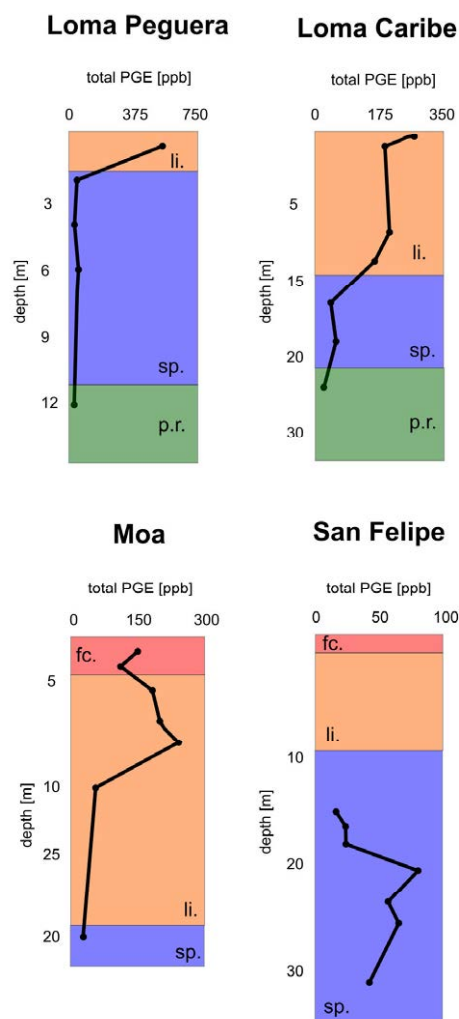 Loma Peguera
total PGE [ppb]
0 375 750
depth [m]
3
6
9
12
li.
sp.
p.r.
Loma Caribe
total PGE [ppb]
0 175 350
depth [m]
5
15
20
30
li.
sp.
p.r.
Moa
total PGE [ppb]
0 150 300
depth [m]
5
10
25
20
fc.
li.
sp.
San Felipe
total PGE [ppb]
0 50 100
depth [m]
10
20
30
fc.
li.
sp.